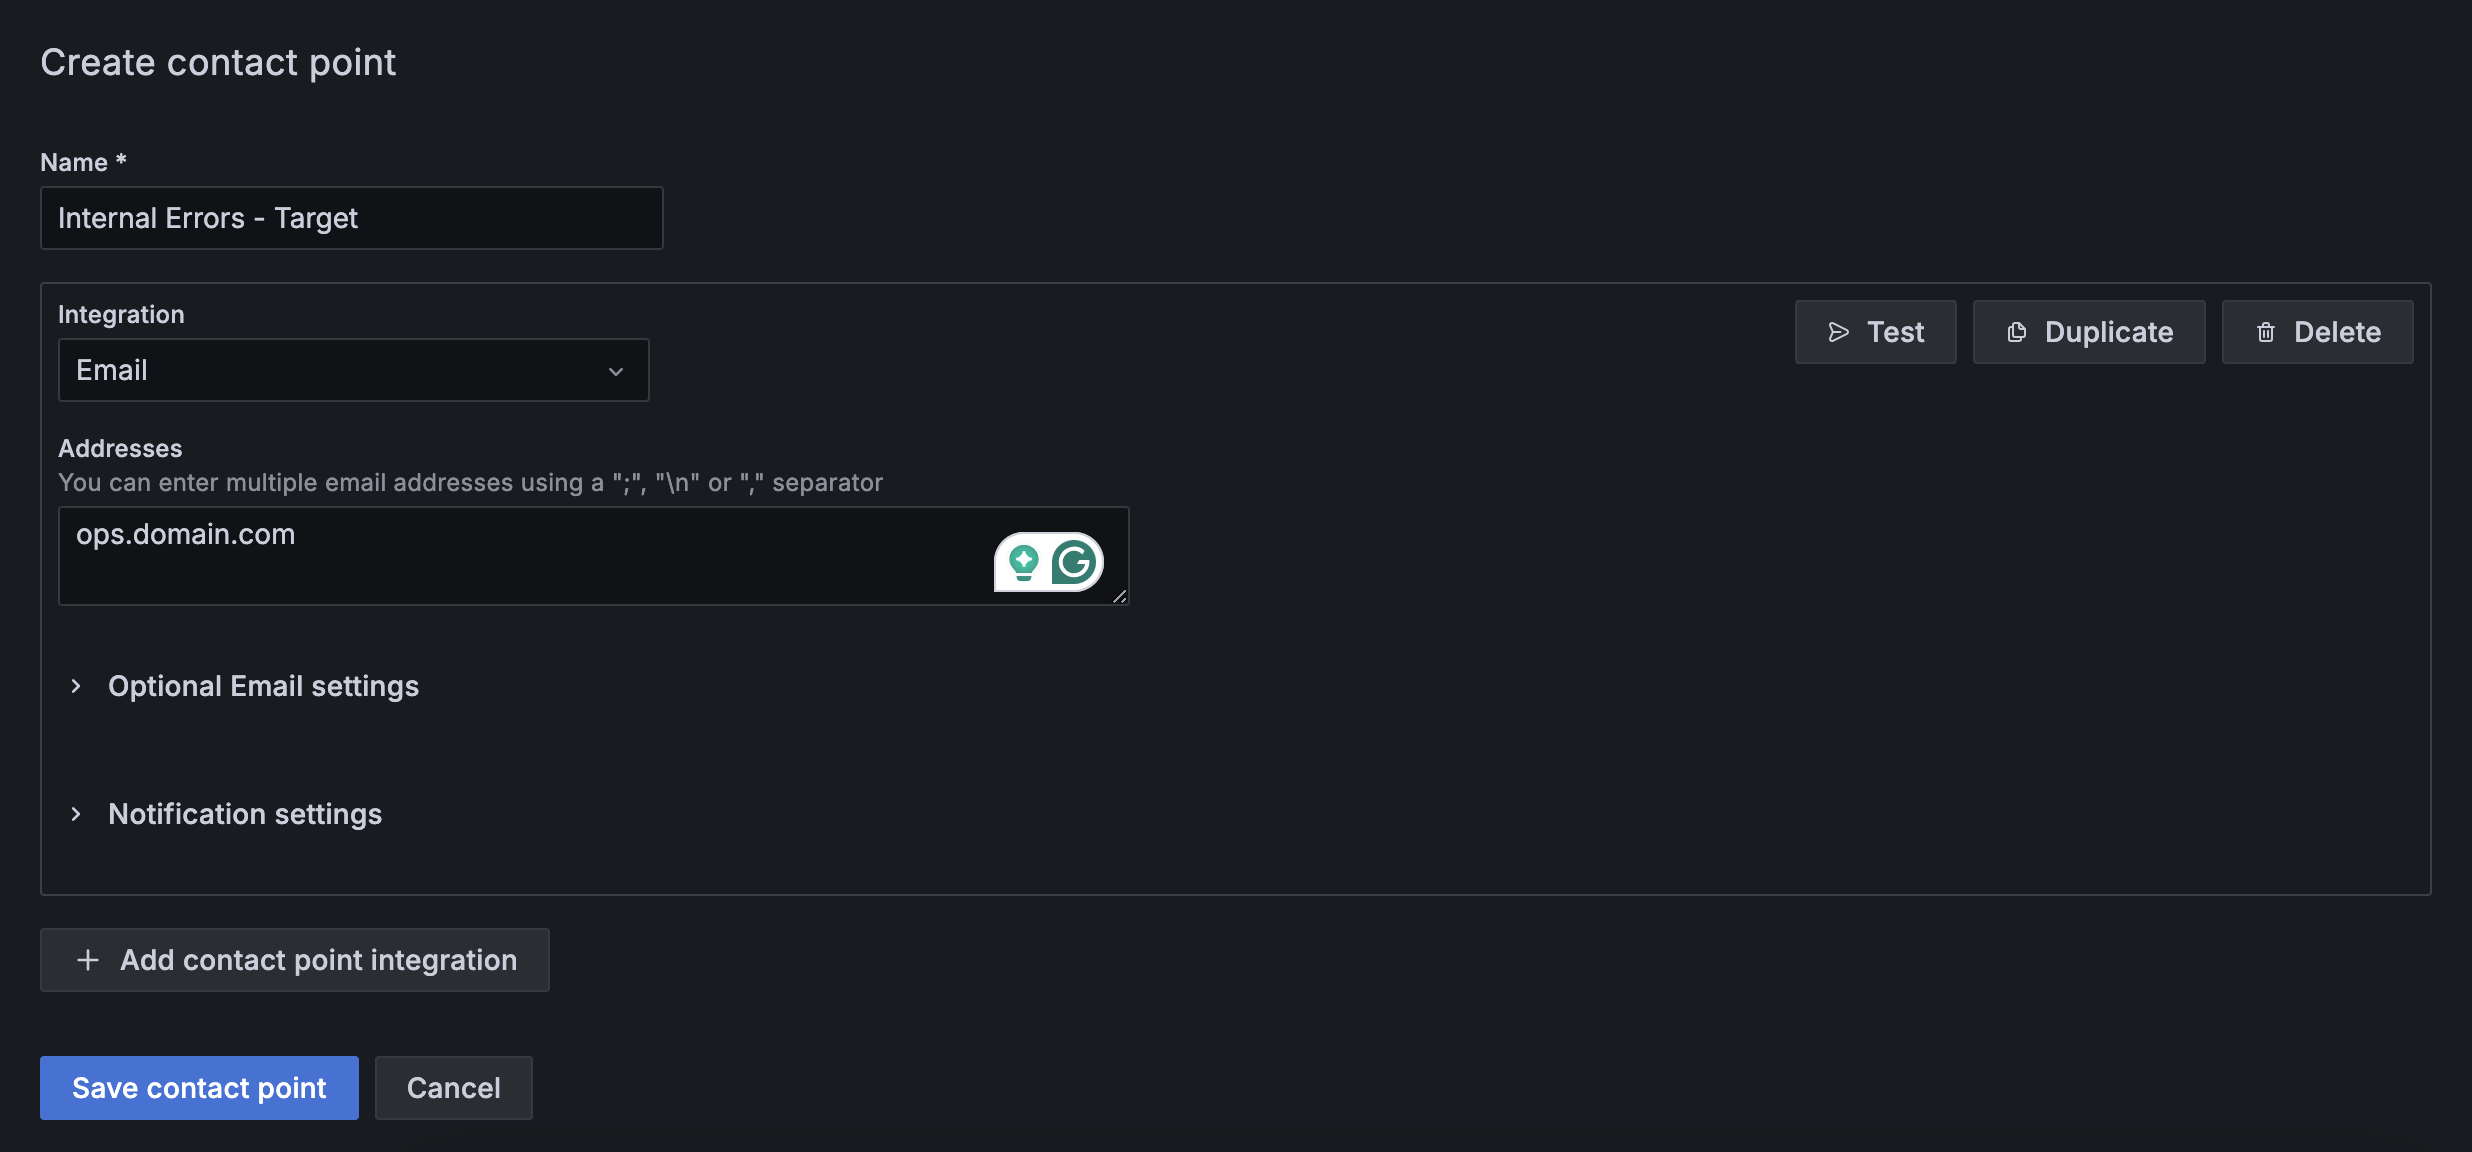 Create contact point
Name *
Internal Errors - Target
Integration
Email
Test
Duplicate
Delete
Addresses
You can enter multiple email addresses using a ";", "\n" or "," separator
ops.domain.com
Optional Email settings
Notification settings
Add contact point integration
Save contact point
Cancel